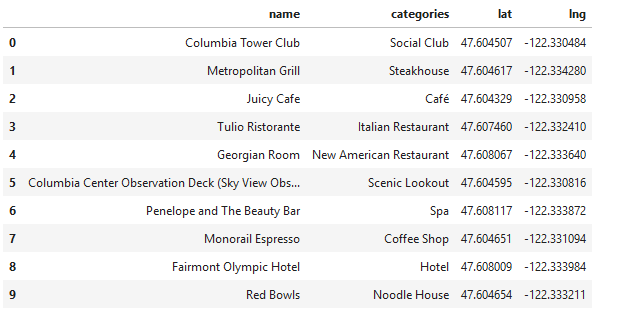 name categories lat lng
0 Columbia Tower Club Social Club 47.604507 -122.330484
1 Metropolitan Grill Steakhouse 47.604617 -122.334280
2 Juicy Cafe Café 47.604329 -122.330958
3 Tulio Ristorante Italian Restaurant 47.607460 -122.332410
4 Georgian Room New American Restaurant 47.608067 -122.333640
5 Columbia Center Observation Deck (Sky View Obs... Scenic Lookout 47.604595 -122.330816
6 Penelope and The Beauty Bar Spa 47.608117 -122.333872
7 Monorail Espresso Coffee Shop 47.604651 -122.331094
8 Fairmont Olympic Hotel Hotel 47.608009 -122.333984
9 Red Bowls Noodle House 47.604654 -122.333211